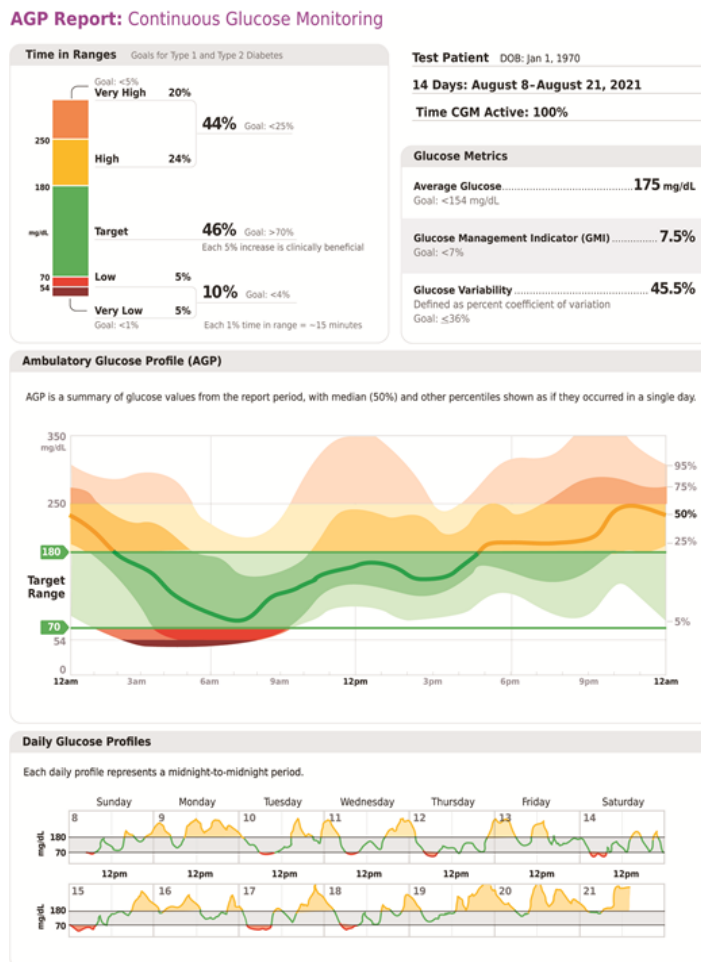 AGP Report: Continuous Glucose Monitoring
Time in Ranges Goals for Type 1 and Type 2 Diabetes
Goal: <5%
Very High 20%
44% Goal: <25%
250
High 24%
180
mg/dL
Target 46% Goal: >70%
Each 5% increase is clinically beneficial
70
Low 5%
54
10% Goal: <4%
Very Low 5%
Goal: <1%
Each 1% time in range = ~15 minutes
Test Patient DOB: Jan 1, 1970
14 Days: August 8–August 21, 2021
Time CGM Active: 100%
Glucose Metrics
Average Glucose 175 mg/dL
Goal: <154 mg/dL
Glucose Management Indicator (GMI) 7.5%
Goal: <7%
Glucose Variability 45.5%
Defined as percent coefficient of variation
Goal: ≤36%
Ambulatory Glucose Profile (AGP)
AGP is a summary of glucose values from the report period, with median (50%) and other percentiles shown as if they occurred in a single day.
350
mg/dL
95%
75%
250
50%
25%
180
Target
Range
70
5%
54
0
12am 3am 6am 9am 12pm 3pm 6pm 9pm 12am
Daily Glucose Profiles
Each daily profile represents a midnight-to-midnight period.
Sunday Monday Tuesday Wednesday Thursday Friday Saturday
8 9 10 11 12 13 14
mg/dL
180
70
12pm 12pm 12pm 12pm 12pm 12pm 12pm
15 16 17 18 19 20 21
mg/dL
180
70